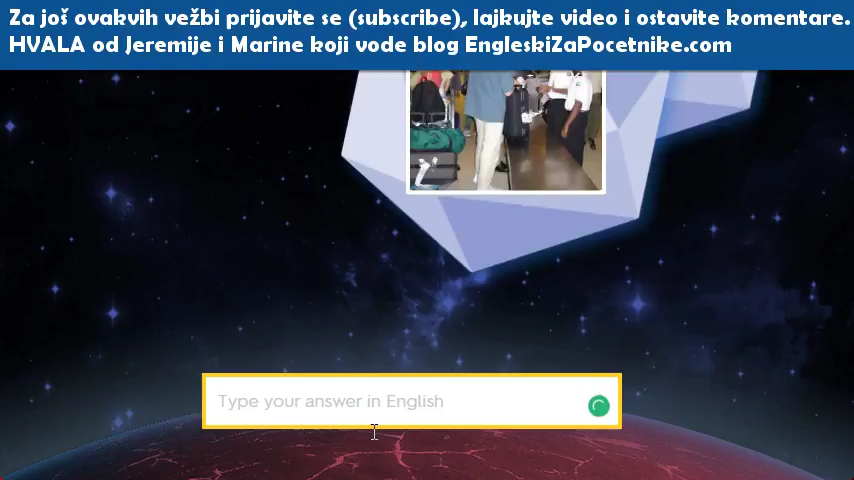 Za još ovakvih vežbi prijavite se (subscribe), lajkujte video i ostavite komentare.
HVALA od Jeremije i Marine koji vode blog EngleskiZaPocetnike.com
Type your answer in English